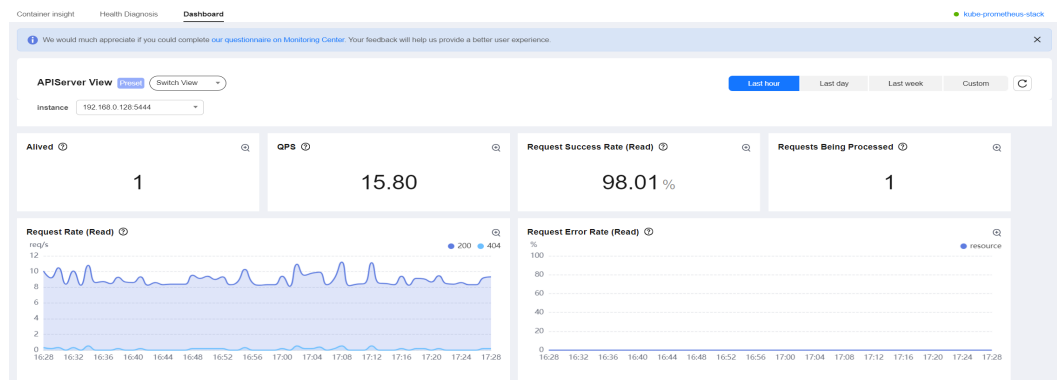 Container insight Health Diagnosis Dashboard kube-prometheus-stack
We would much appreciate if you could complete our questionnaire on Monitoring Center. Your feedback will help us provide a better user experience.
APIServer View Preset Switch View Last hour Last day Last week Custom
instance 192.168.0.128:5444
Alived QPS Request Success Rate (Read) Requests Being Processed
1 15.80 98.01 % 1
Request Rate (Read)
req/s 200 404
12
10
8
6
4
2
0
16:28 16:32 16:36 16:40 16:44 16:48 16:52 16:56 17:00 17:04 17:08 17:12 17:16 17:20 17:24 17:28
Request Error Rate (Read)
% resource
100
80
60
40
20
0
16:28 16:32 16:36 16:40 16:44 16:48 16:52 16:56 17:00 17:04 17:08 17:12 17:16 17:20 17:24 17:28